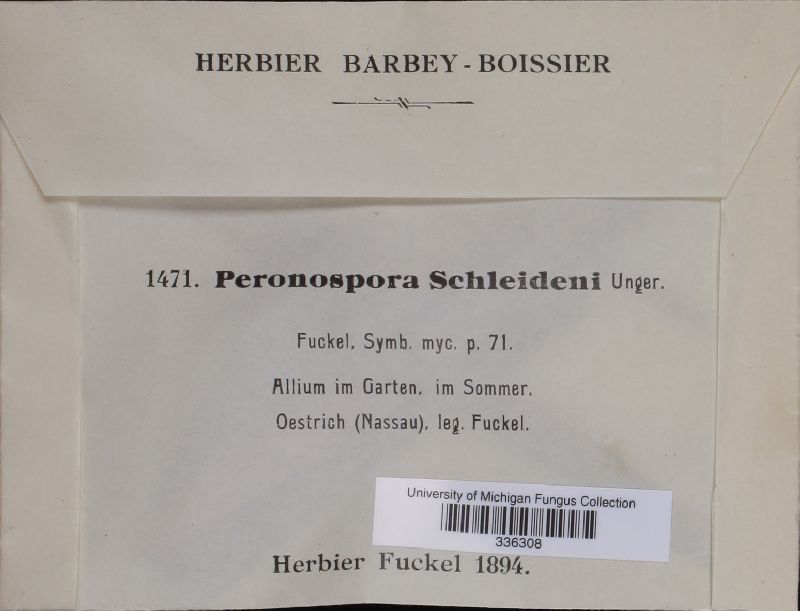 HERBIER BARBEY-BOISSIER
1471. Peronospora Schleideni Unger.
Fuckel, Symb. myc. p. 71.
Allium im Garten, im Sommer.
Oestrich (Nassau), leg. Fuckel.
University of Michigan Fungus Collection
336308
Herbier Fuckel 1894.